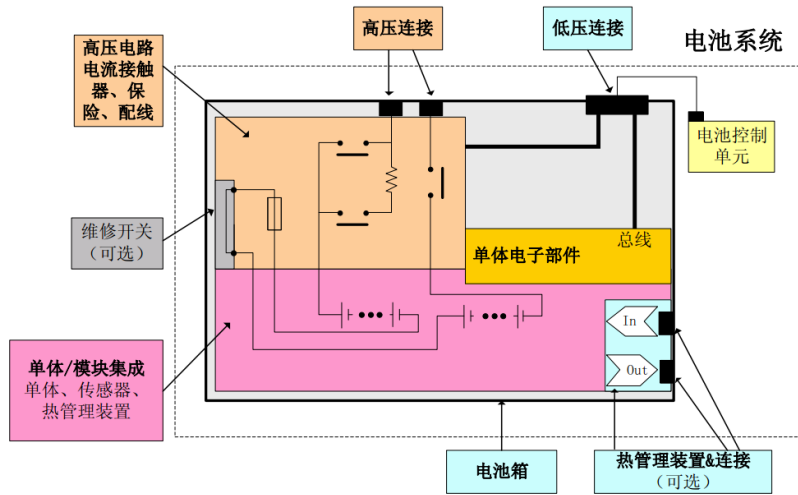 高压连接
低压连接
电池系统
高压电路
电流接触
器、保
险、配线
电池控制
单元
维修开关
（可选）
总线
单体电子部件
In
Out
单体/模块集成
单体、传感器、
热管理装置
电池箱
热管理装置&连接
（可选）